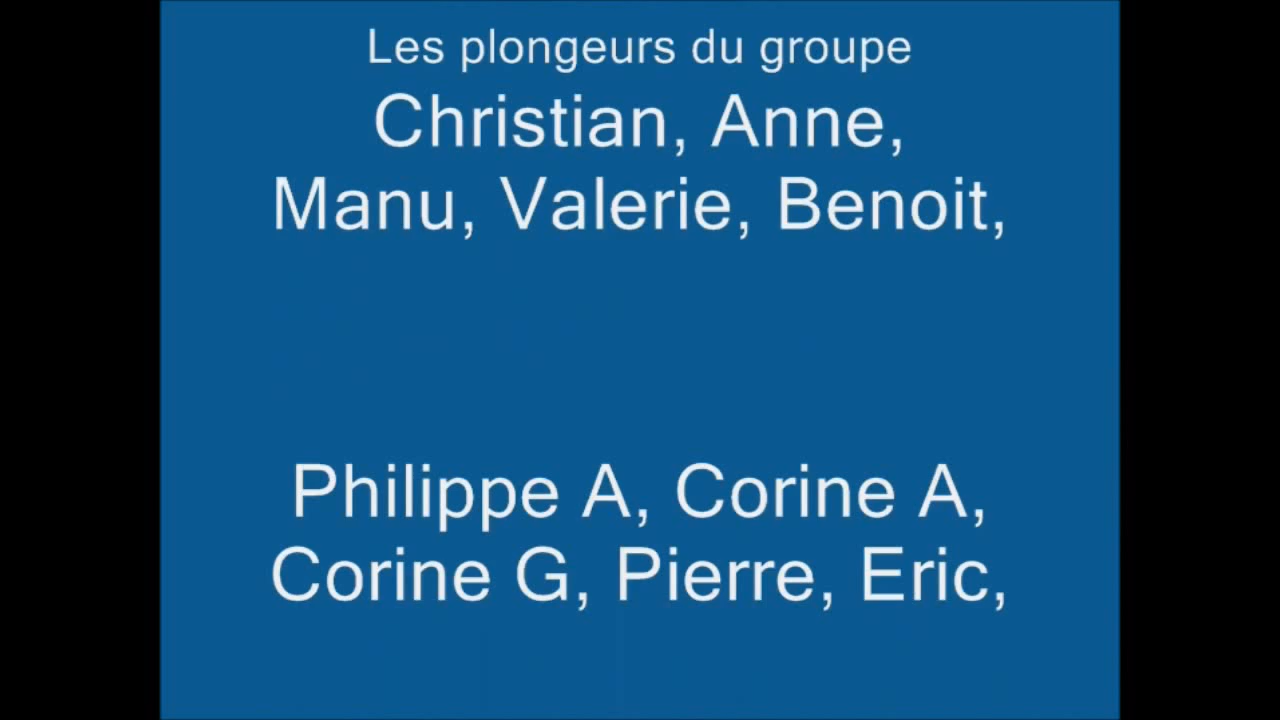 Les plongeurs du groupe
Christian, Anne,
Manu, Valerie, Benoit,
Philippe A, Corine A,
Corine G, Pierre, Eric,